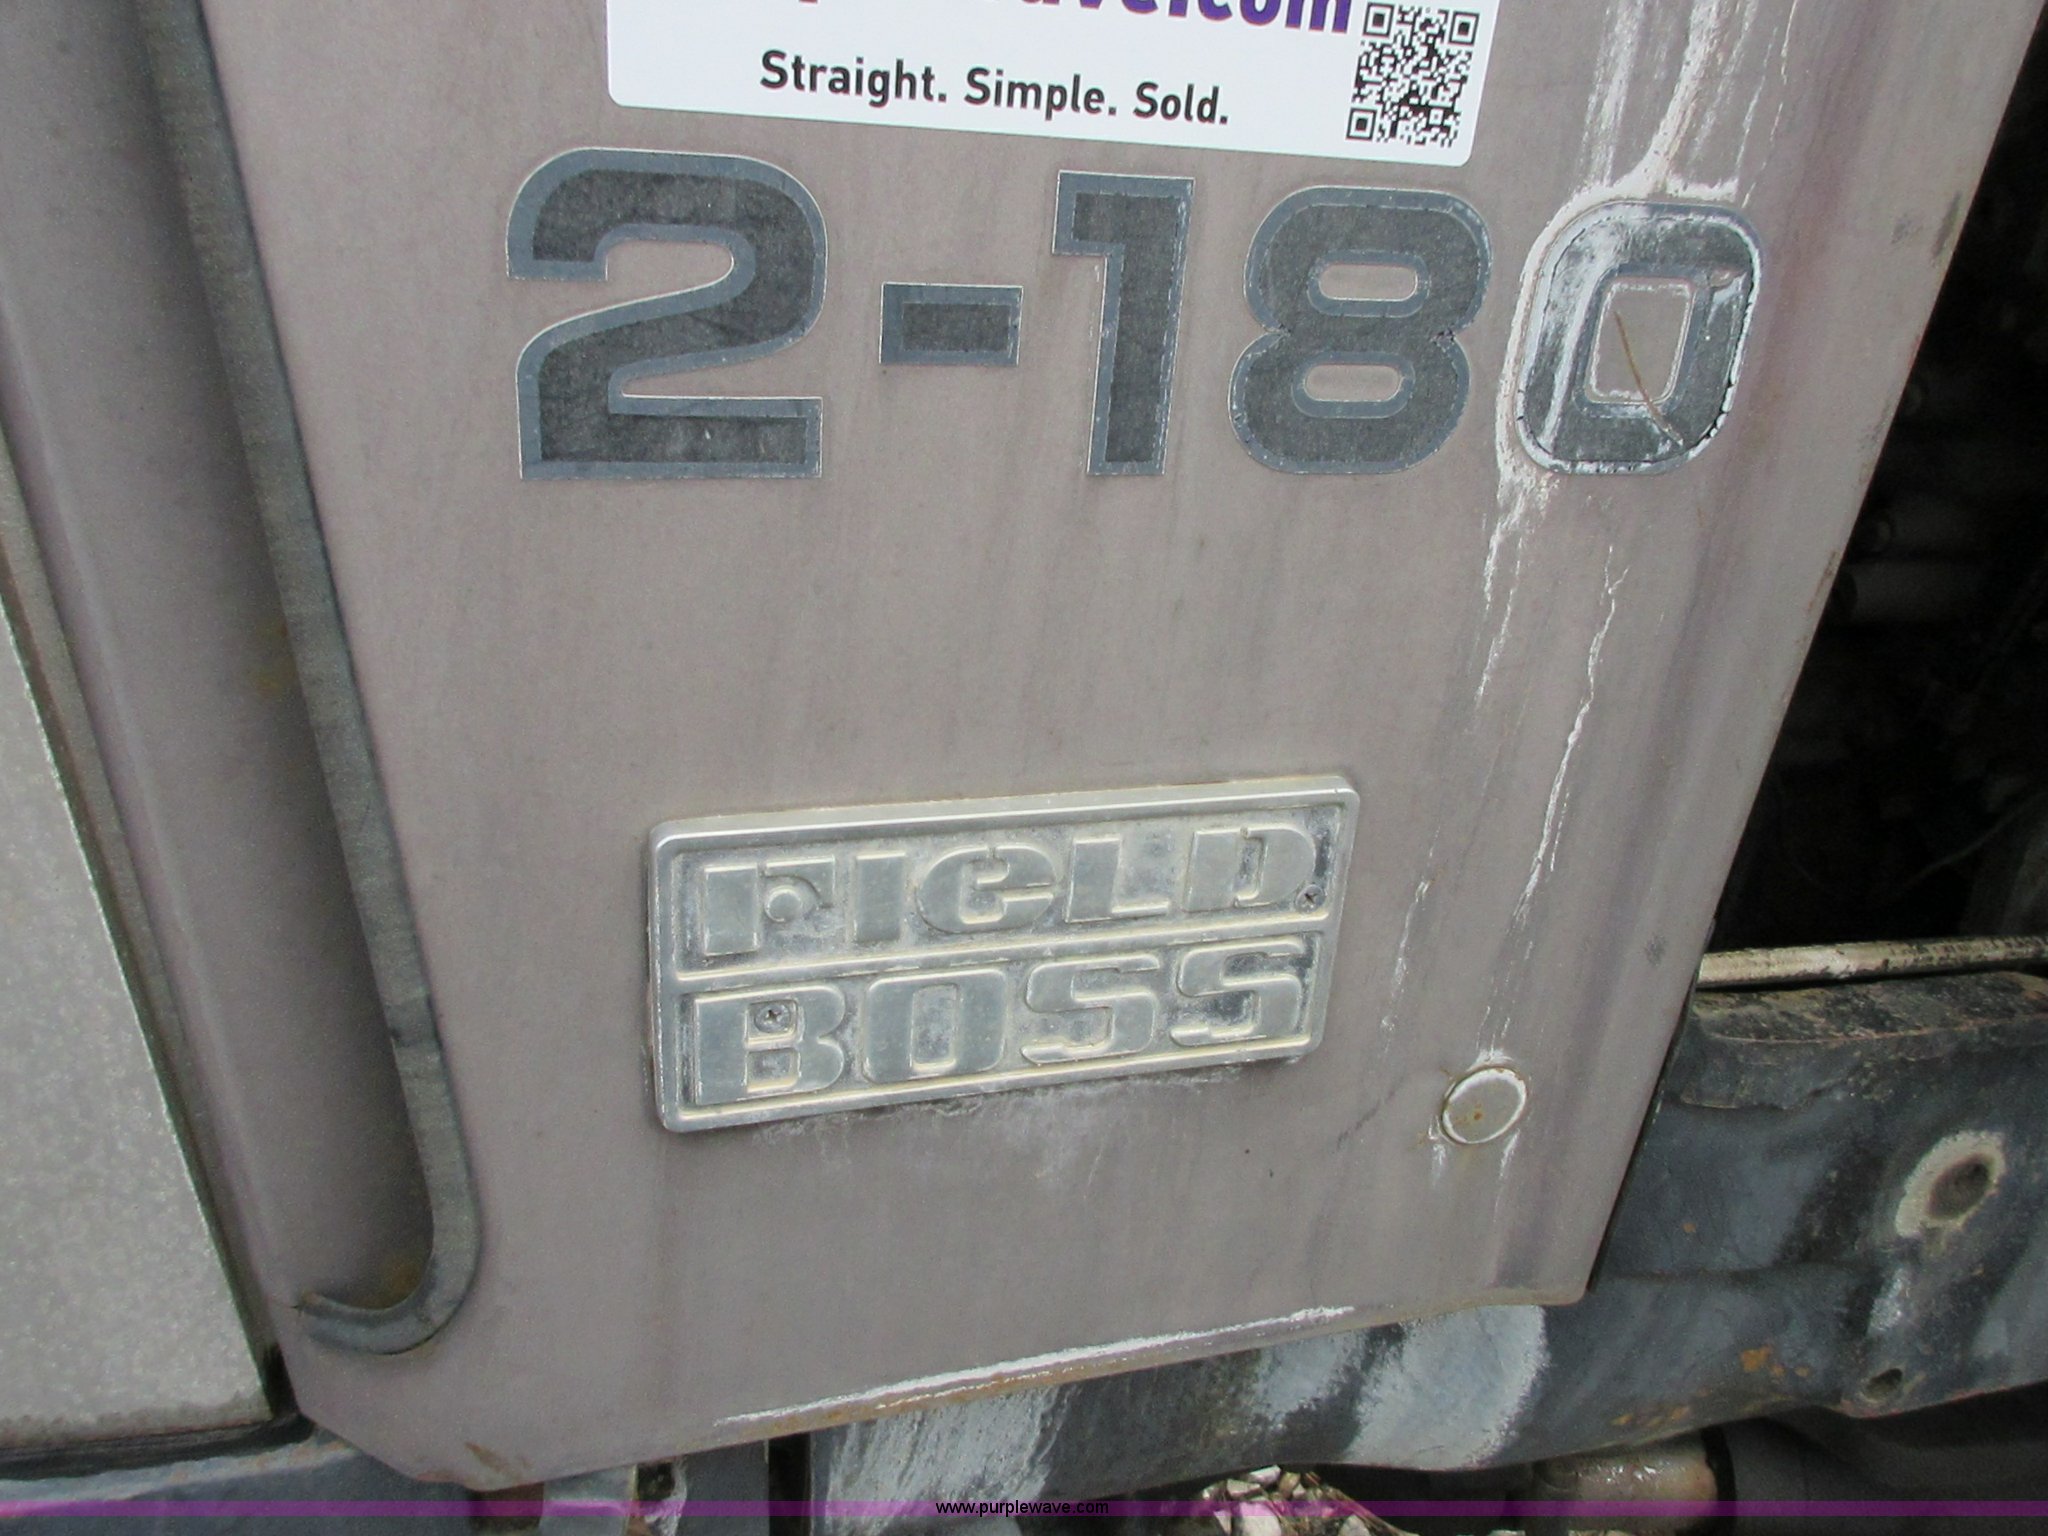 Straight. Simple. Sold.
2-180
FIeLD
BOSS
www.purplewave.com